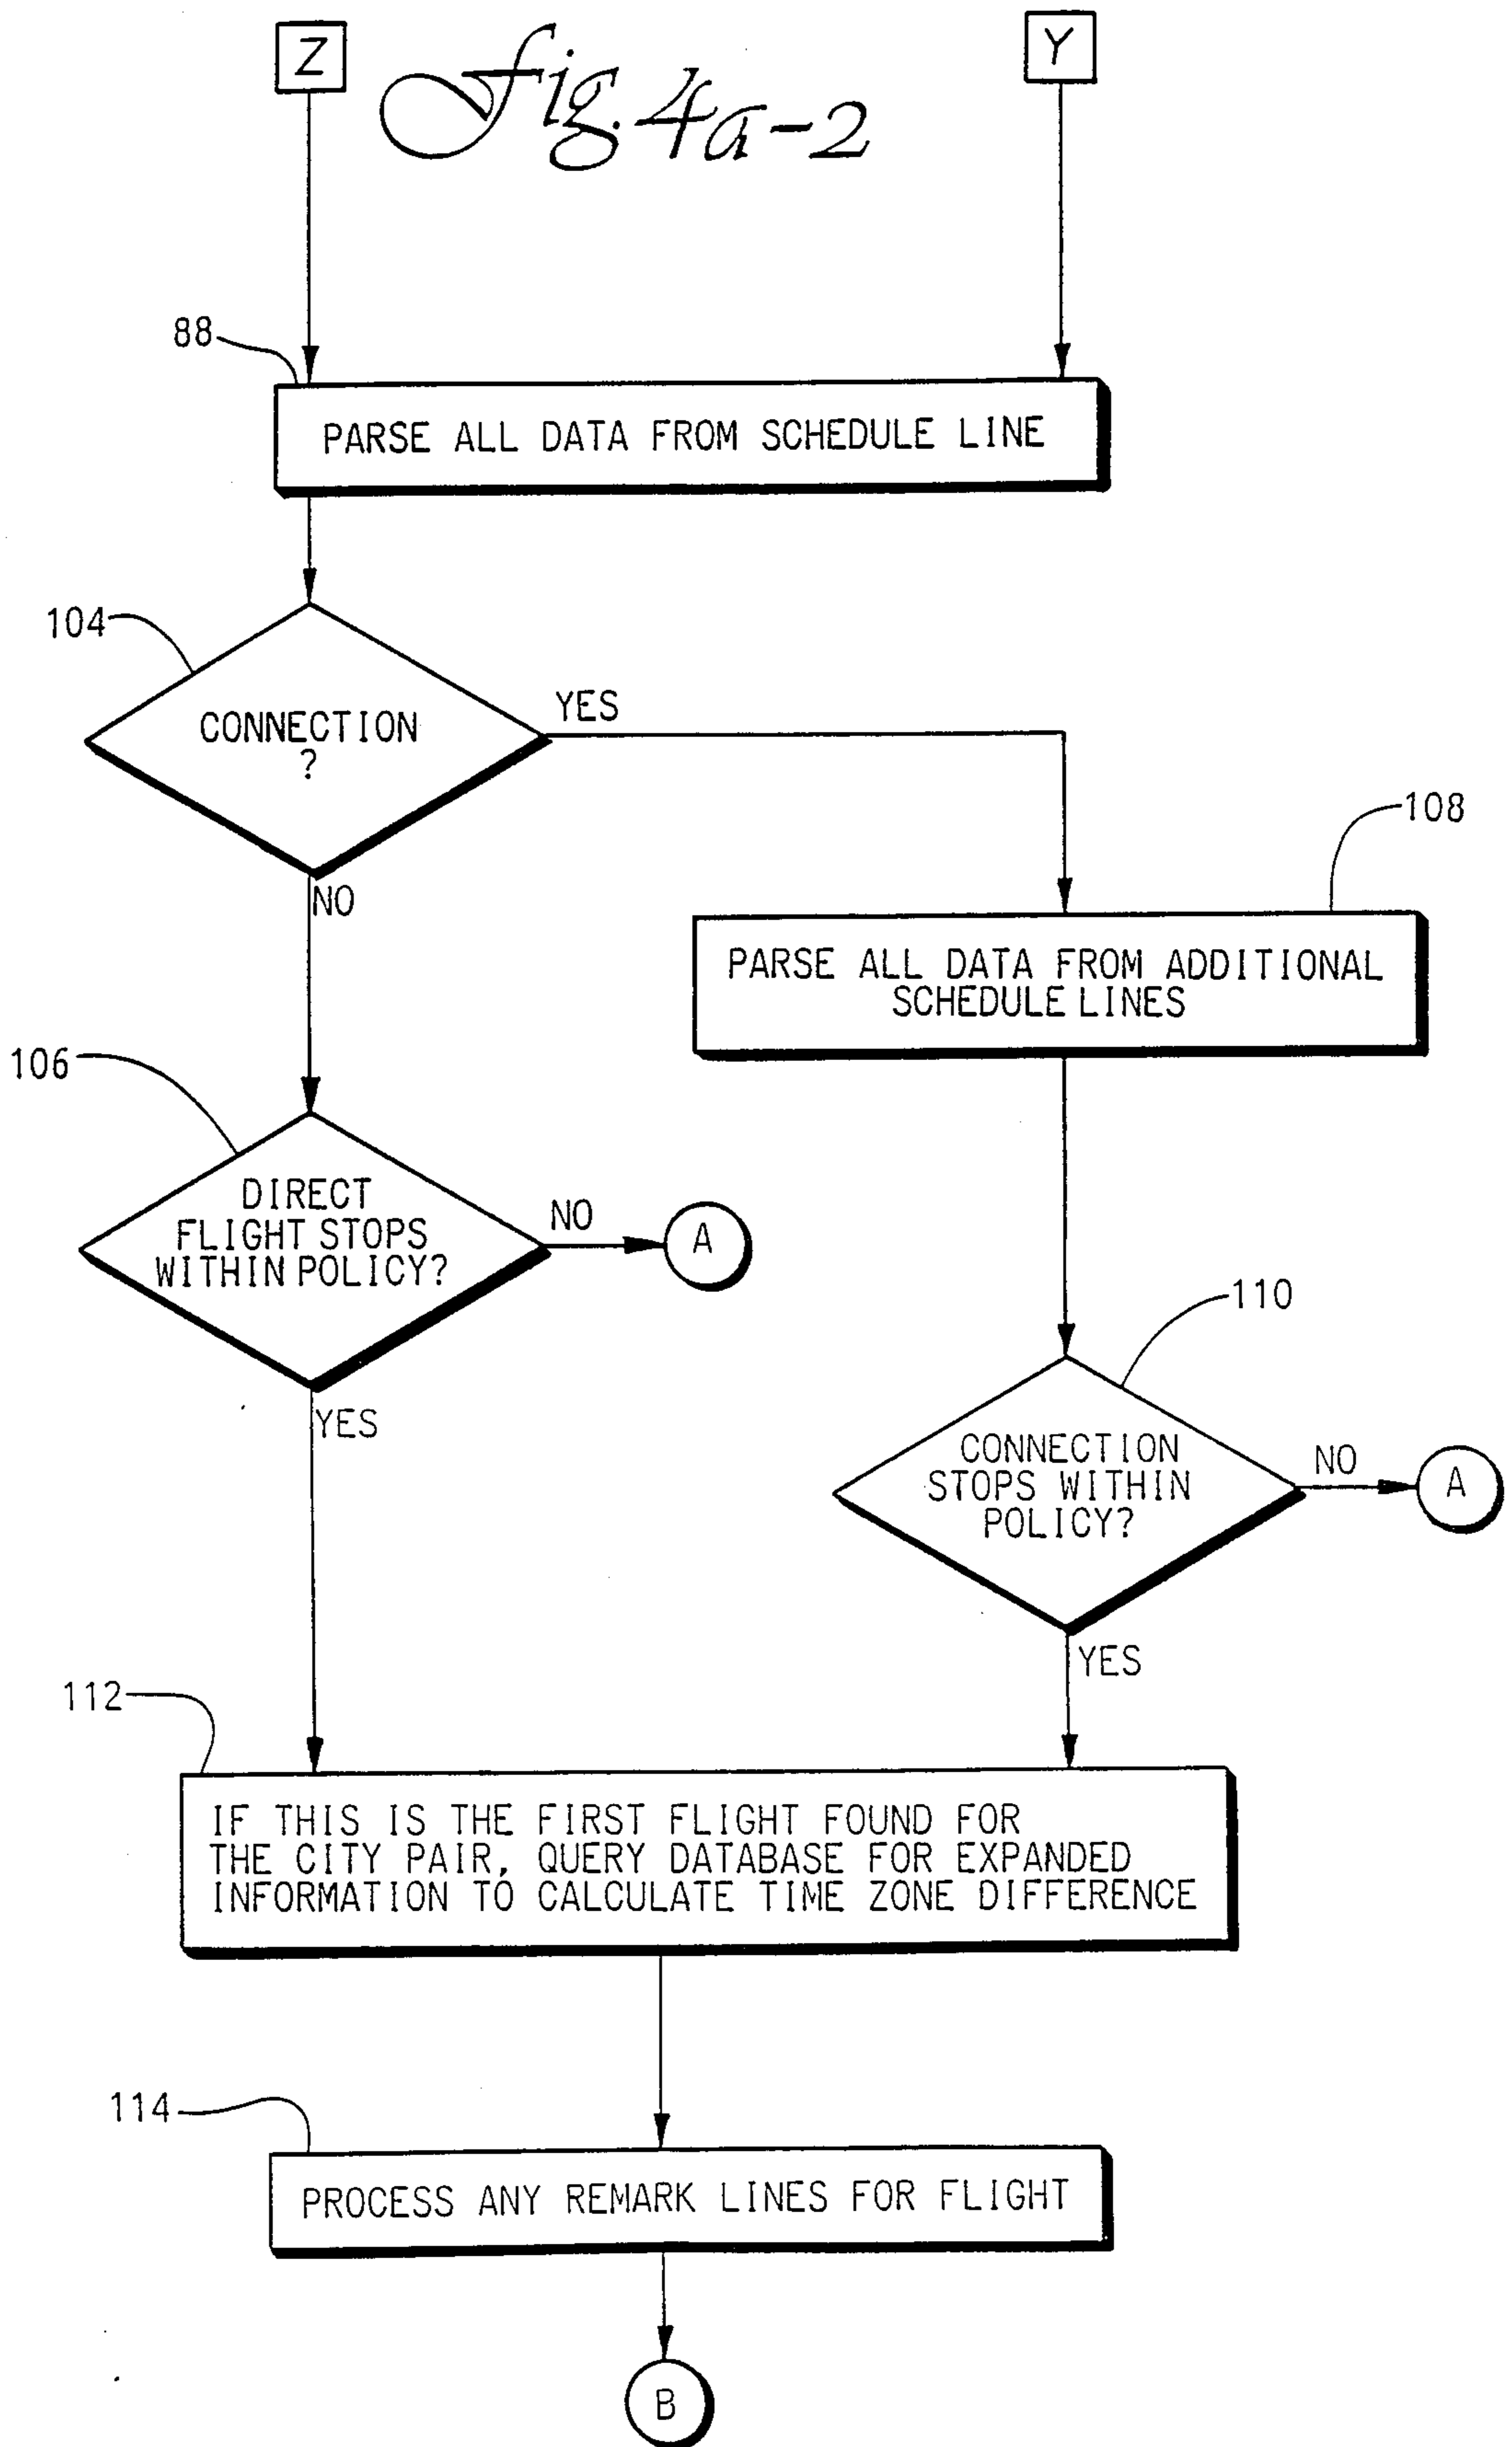 Z
Fig. 4a-2
Y
88
PARSE ALL DATA FROM SCHEDULE LINE
104
CONNECTION
?
YES
NO
108
PARSE ALL DATA FROM ADDITIONAL
SCHEDULE LINES
106
DIRECT
FLIGHT STOPS
WITHIN POLICY?
NO
A
YES
110
CONNECTION
STOPS WITHIN
POLICY?
NO
A
YES
112
IF THIS IS THE FIRST FLIGHT FOUND FOR
THE CITY PAIR, QUERY DATABASE FOR EXPANDED
INFORMATION TO CALCULATE TIME ZONE DIFFERENCE
114
PROCESS ANY REMARK LINES FOR FLIGHT
B